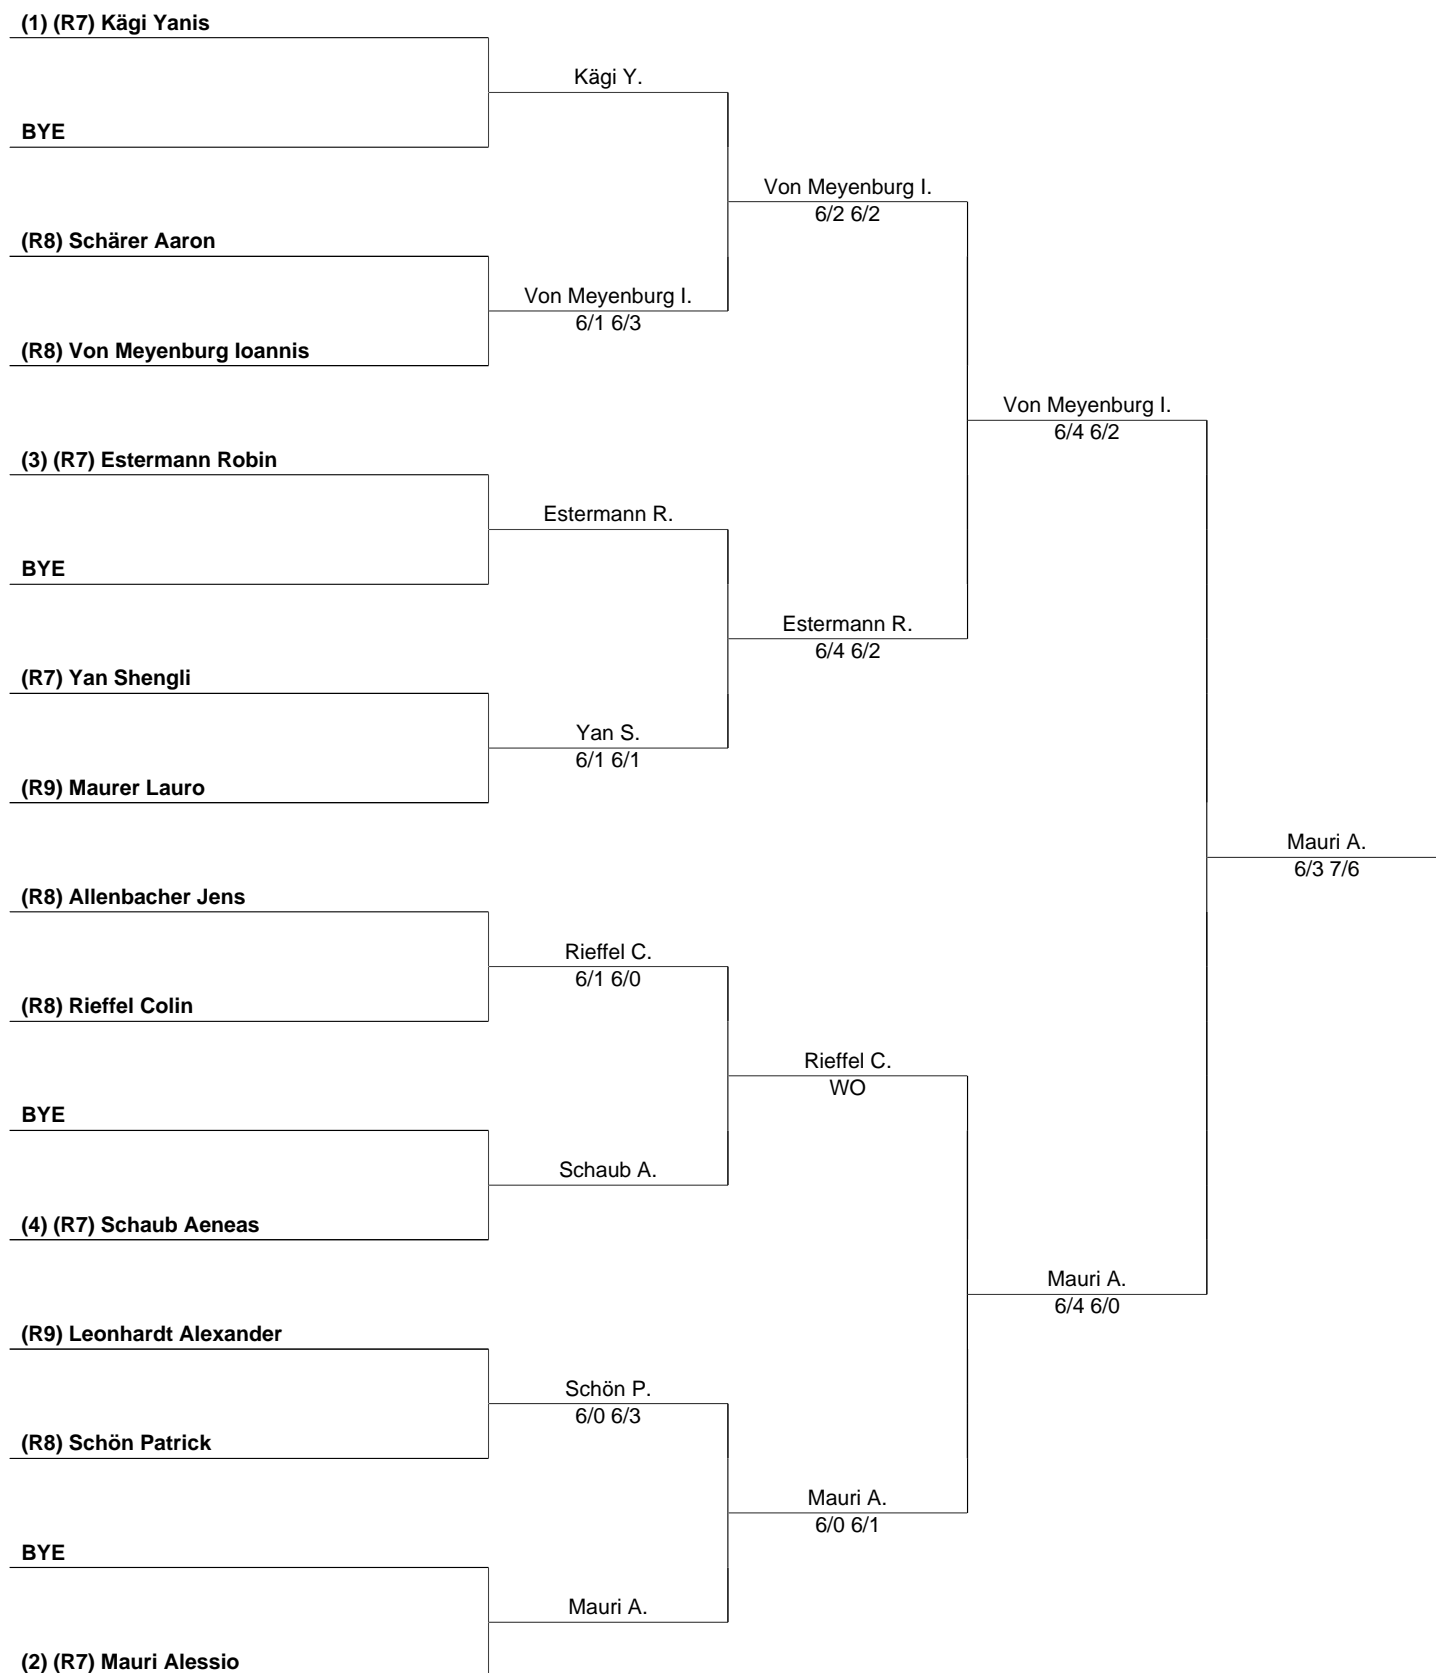 (1) (R7) Kägi Yanis
Kägi Y.
BYE
Von Meyenburg I.
6/2 6/2
(R8) Schärer Aaron
Von Meyenburg I.
6/1 6/3
(R8) Von Meyenburg Ioannis
Von Meyenburg I.
6/4 6/2
(3) (R7) Estermann Robin
Estermann R.
BYE
Estermann R.
6/4 6/2
(R7) Yan Shengli
Yan S.
6/1 6/1
(R9) Maurer Lauro
Mauri A.
6/3 7/6
(R8) Allenbacher Jens
Rieffel C.
6/1 6/0
(R8) Rieffel Colin
Rieffel C.
WO
BYE
Schaub A.
(4) (R7) Schaub Aeneas
Mauri A.
6/4 6/0
(R9) Leonhardt Alexander
Schön P.
6/0 6/3
(R8) Schön Patrick
Mauri A.
6/0 6/1
BYE
Mauri A.
(2) (R7) Mauri Alessio